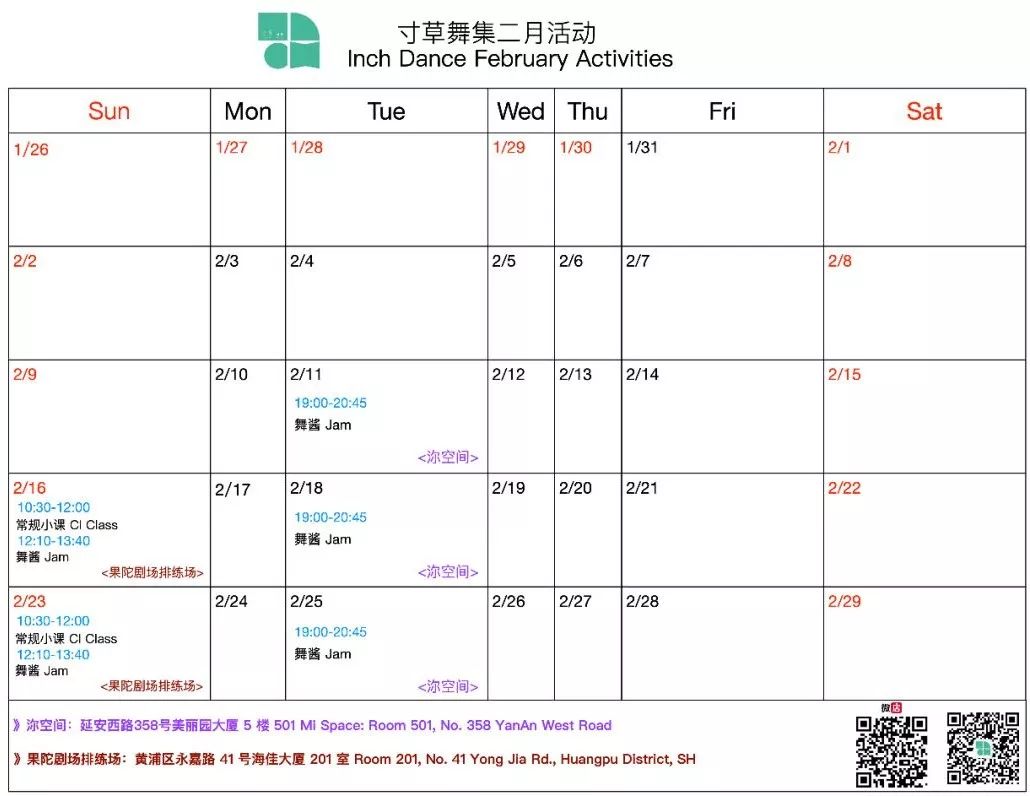 寸草舞集二月活动
Inch Dance February Activities
Sun Mon Tue Wed Thu Fri Sat
1/26 1/27 1/28 1/29 1/30 1/31 2/1
2/2 2/3 2/4 2/5 2/6 2/7 2/8
2/9 2/10 2/11 2/12 2/13 2/14 2/15
19:00-20:45
舞酱 Jam
<沵空间>
2/16 2/17 2/18 2/19 2/20 2/21 2/22
10:30-12:00
常规小课 CI Class
12:10-13:40
舞酱 Jam
<果陀剧场排练场>
19:00-20:45
舞酱 Jam
<沵空间>
2/23 2/24 2/25 2/26 2/27 2/28 2/29
10:30-12:00
常规小课 CI Class
12:10-13:40
舞酱 Jam
<果陀剧场排练场>
19:00-20:45
舞酱 Jam
<沵空间>
》沵空间：延安西路358号美丽园大厦 5 楼 501 Mi Space: Room 501, No. 358 YanAn West Road
》果陀剧场排练场：黄浦区永嘉路 41 号海佳大厦 201 室 Room 201, No. 41 Yong Jia Rd., Huangpu District, SH
微店